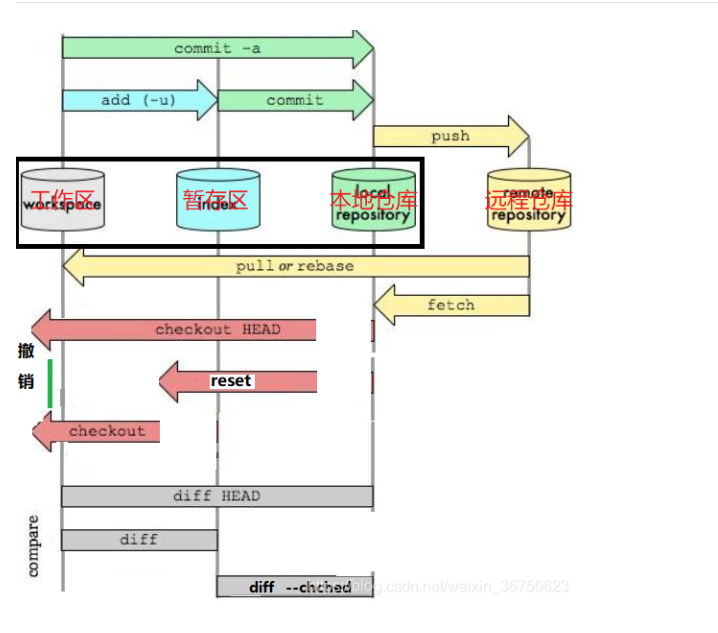 commit -a
add (-u)
commit
push
工作区
workspace
暂存区
index
本地仓库
local
repository
远程仓库
remote
repository
pull or rebase
fetch
checkout HEAD
撤
销
reset
checkout
compare
diff HEAD
diff
diff --chched
blog.csdn.net/weixin_36750623